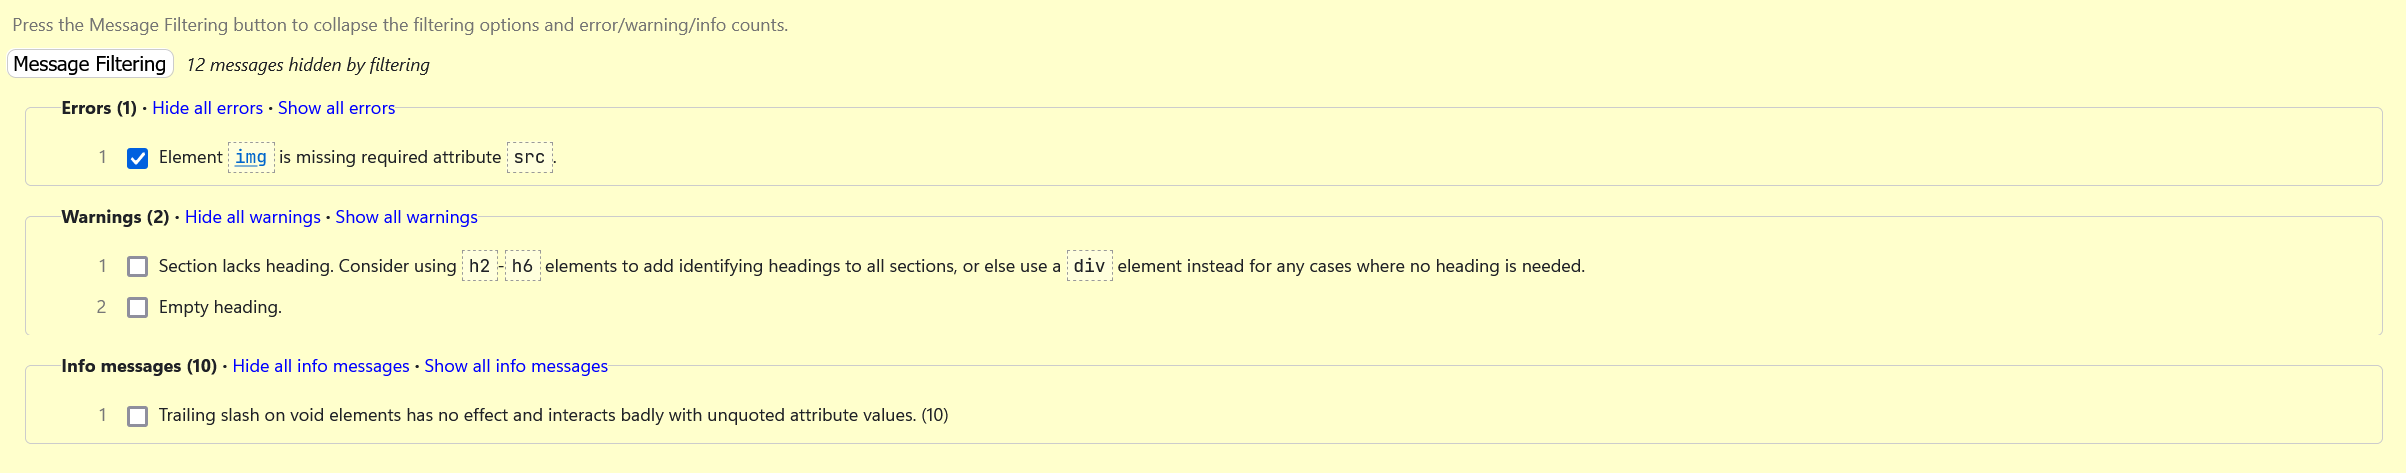 Press the Message Filtering button to collapse the filtering options and error/warning/info counts.
Message Filtering 12 messages hidden by filtering
Errors (1) · Hide all errors · Show all errors
1 Element img is missing required attribute src.
Warnings (2) · Hide all warnings · Show all warnings
1 Section lacks heading. Consider using h2-h6 elements to add identifying headings to all sections, or else use a div element instead for any cases where no heading is needed.
2 Empty heading.
Info messages (10) · Hide all info messages · Show all info messages
1 Trailing slash on void elements has no effect and interacts badly with unquoted attribute values. (10)